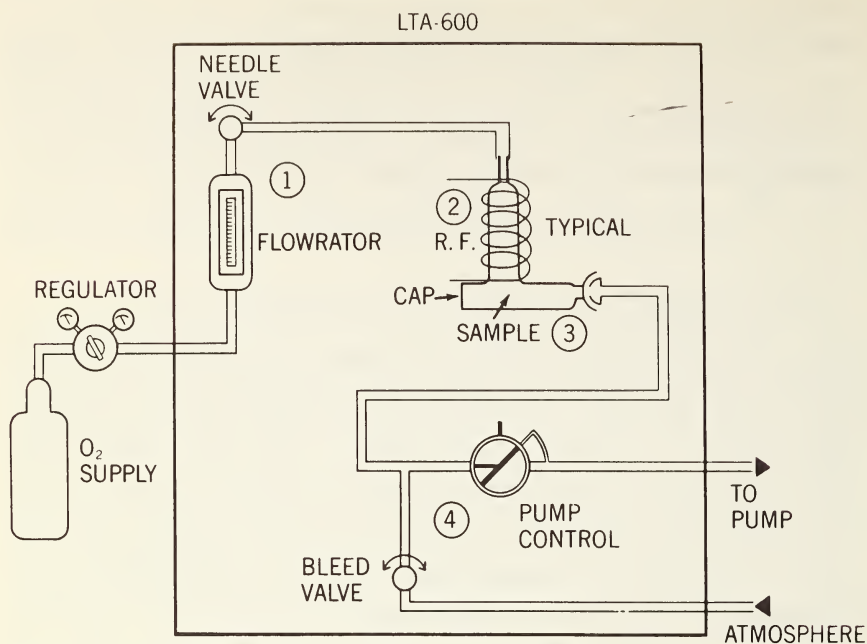 LTA-600
NEEDLE
VALVE
1
FLOWRATOR
2
R. F.
TYPICAL
REGULATOR
CAP
SAMPLE
3
O₂
SUPPLY
4
PUMP
CONTROL
TO
PUMP
BLEED
VALVE
ATMOSPHERE